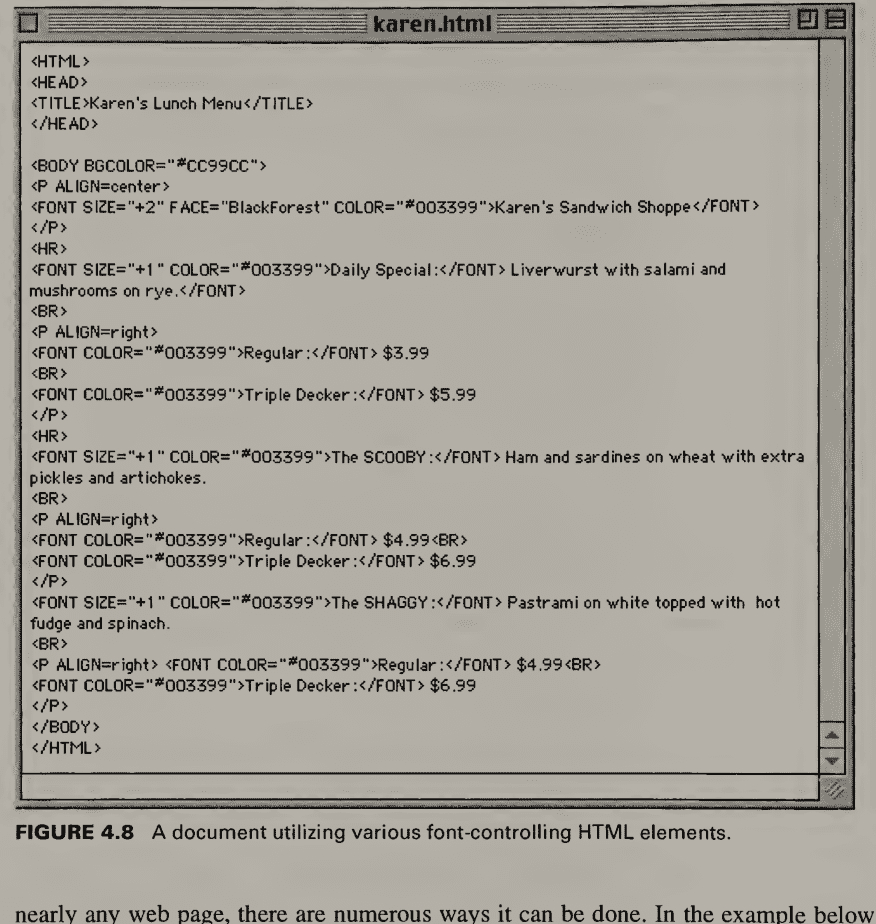 karen.html
<HTML>
<HEAD>
<TITLE>Karen's Lunch Menu</TITLE>
</HEAD>
<BODY BGCOLOR="#CC99CC">
<P ALIGN=center>
<FONT SIZE="+2" FACE="BlackForest" COLOR="#003399">Karen's Sandwich Shoppe</FONT>
</P>
<HR>
<FONT SIZE="+1" COLOR="#003399">Daily Special:</FONT> Liverwurst with salami and
mushrooms on rye.</FONT>
<BR>
<P ALIGN=right>
<FONT COLOR="#003399">Regular:</FONT> $3.99
<BR>
<FONT COLOR="#003399">Triple Decker:</FONT> $5.99
</P>
<HR>
<FONT SIZE="+1" COLOR="#003399">The SCOOBY:</FONT> Ham and sardines on wheat with extra
pickles and artichokes.
<BR>
<P ALIGN=right>
<FONT COLOR="#003399">Regular:</FONT> $4.99<BR>
<FONT COLOR="#003399">Triple Decker:</FONT> $6.99
</P>
<FONT SIZE="+1" COLOR="#003399">The SHAGGY:</FONT> Pastrami on white topped with hot
fudge and spinach.
<BR>
<P ALIGN=right> <FONT COLOR="#003399">Regular:</FONT> $4.99<BR>
<FONT COLOR="#003399">Triple Decker:</FONT> $6.99
</P>
</BODY>
</HTML>
FIGURE 4.8 A document utilizing various font-controlling HTML elements.
nearly any web page, there are numerous ways it can be done. In the example below